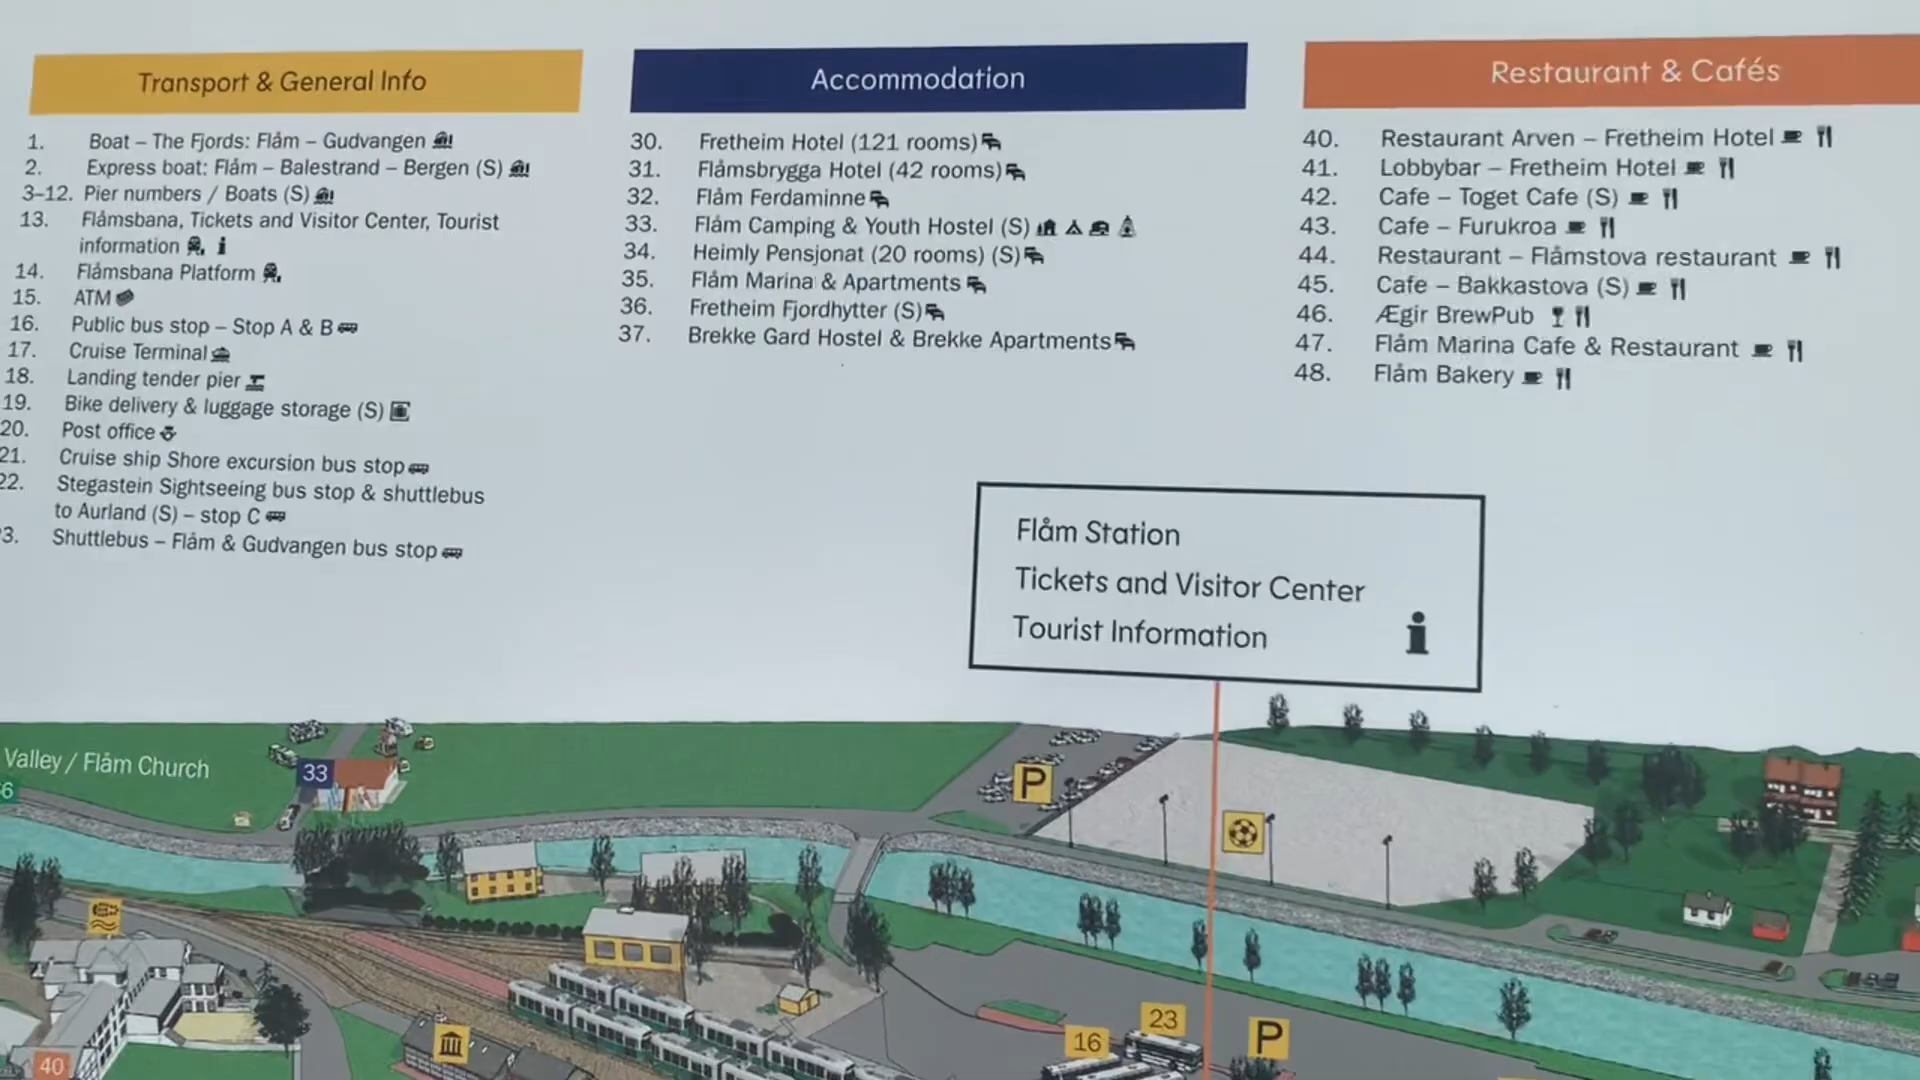 Transport & General Info
1. Boat – The Fjords: Flåm – Gudvangen
2. Express boat: Flåm – Balestrand – Bergen (S)
3–12. Pier numbers / Boats (S)
13. Flåmsbana, Tickets and Visitor Center, Tourist
information
14. Flåmsbana Platform
15. ATM
16. Public bus stop – Stop A & B
17. Cruise Terminal
18. Landing tender pier
19. Bike delivery & luggage storage (S)
20. Post office
21. Cruise ship Shore excursion bus stop
22. Stegastein Sightseeing bus stop & shuttlebus
to Aurland (S) – stop C
3. Shuttlebus – Flåm & Gudvangen bus stop
Accommodation
30. Fretheim Hotel (121 rooms)
31. Flåmsbrygga Hotel (42 rooms)
32. Flåm Ferdaminne
33. Flåm Camping & Youth Hostel (S)
34. Heimly Pensjonat (20 rooms) (S)
35. Flåm Marina & Apartments
36. Fretheim Fjordhytter (S)
37. Brekke Gard Hostel & Brekke Apartments
Restaurant & Cafés
40. Restaurant Arven – Fretheim Hotel
41. Lobbybar – Fretheim Hotel
42. Cafe – Toget Cafe (S)
43. Cafe – Furukroa
44. Restaurant – Flåmstova restaurant
45. Cafe – Bakkastova (S)
46. Ægir BrewPub
47. Flåm Marina Cafe & Restaurant
48. Flåm Bakery
Flåm Station
Tickets and Visitor Center
Tourist Information
Valley / Flåm Church
33
P
6
23
16
P
40